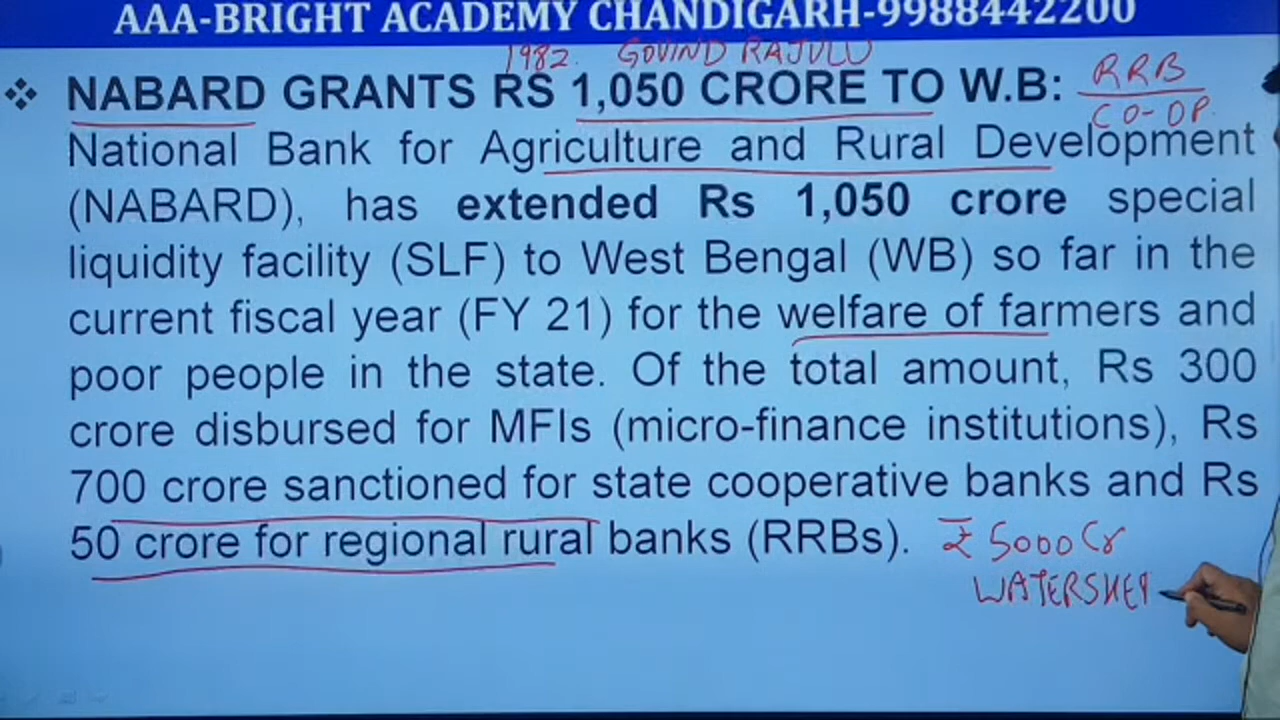 AAA-BRIGHT ACADEMY CHANDIGARH-9988442200
1982. GOVIND RAJULU
❖ NABARD GRANTS RS 1,050 CRORE TO W.B:
RRB
CO-OP
National Bank for Agriculture and Rural Development
(NABARD), has extended Rs 1,050 crore special
liquidity facility (SLF) to West Bengal (WB) so far in the
current fiscal year (FY 21) for the welfare of farmers and
poor people in the state. Of the total amount, Rs 300
crore disbursed for MFIs (micro-finance institutions), Rs
700 crore sanctioned for state cooperative banks and Rs
50 crore for regional rural banks (RRBs).
₹ 5000 Cr
WATERSHED